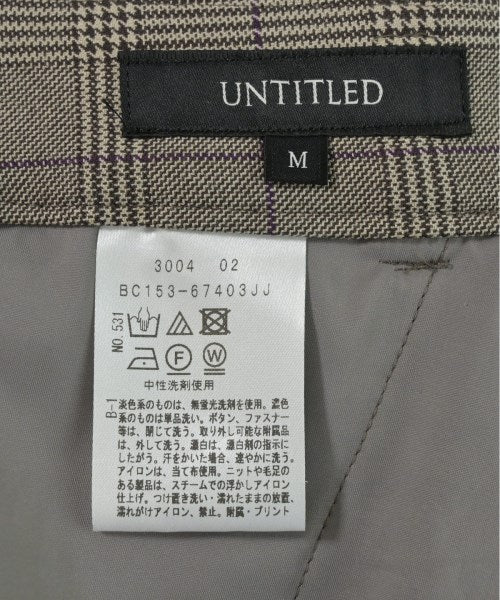 UNTITLED
M
3004 02
BC153-67403JJ
NO.531
F
W
中性洗剤使用
B-1
淡色系のものは、無蛍光洗剤を使用。濃色
系のものは単品洗い。ボタン、ファスナー
等は、閉じて洗う。取り外し可能な附属品
は、外して洗う。漂白は、漂白剤の指示に
したがう。汗をかいた場合、速やかに洗う。
アイロンは、当て布使用。ニットや毛足の
ある製品は、スチームでの浮かしアイロン
仕上げ。つけ置き洗い・濡れたままの放置、
濡れがけアイロン、禁止。附属・プリント